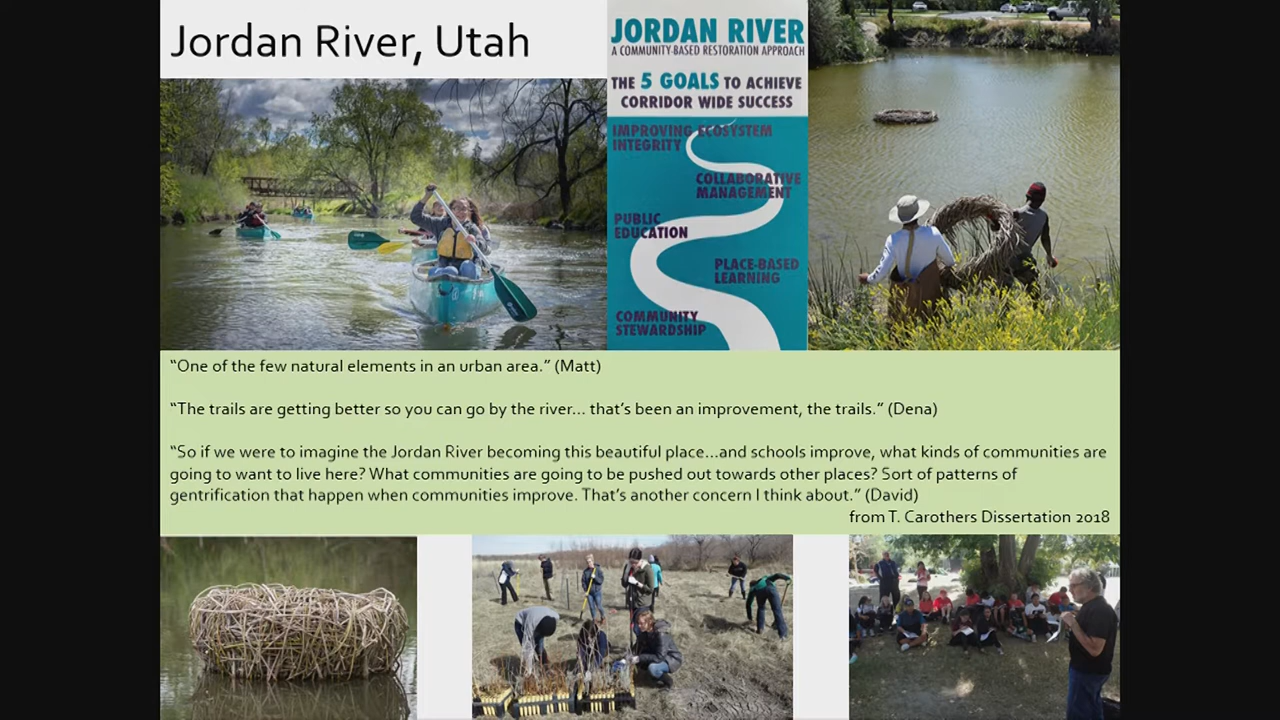 Jordan River, Utah
JORDAN RIVER
A COMMUNITY-BASED RESTORATION APPROACH
THE 5 GOALS TO ACHIEVE
CORRIDOR WIDE SUCCESS
IMPROVING ECOSYSTEM
INTEGRITY
COLLABORATIVE
MANAGEMENT
PUBLIC
EDUCATION
PLACE-BASED
LEARNING
COMMUNITY
STEWARDSHIP
“One of the few natural elements in an urban area.” (Matt)
“The trails are getting better so you can go by the river... that’s been an improvement, the trails.” (Dena)
“So if we were to imagine the Jordan River becoming this beautiful place...and schools improve, what kinds of communities are
going to want to live here? What communities are going to be pushed out towards other places? Sort of patterns of
gentrification that happen when communities improve. That’s another concern I think about.” (David)
from T. Carothers Dissertation 2018